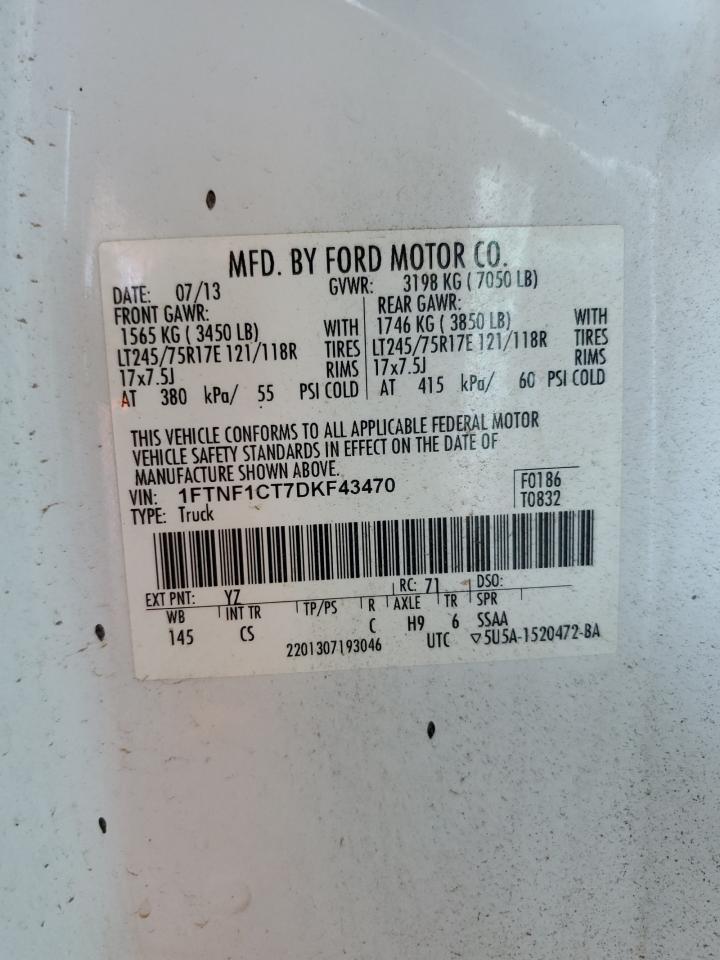 MFD. BY FORD MOTOR CO.
DATE: 07/13 GVWR: 3198 KG ( 7050 LB)
FRONT GAWR: REAR GAWR:
1565 KG ( 3450 LB) WITH 1746 KG ( 3850 LB) WITH
LT245/75R17E 121/118R TIRES LT245/75R17E 121/118R TIRES
17x7.5J RIMS 17x7.5J RIMS
AT 380 kPa/ 55 PSI COLD AT 415 kPa/ 60 PSI COLD
THIS VEHICLE CONFORMS TO ALL APPLICABLE FEDERAL MOTOR
VEHICLE SAFETY STANDARDS IN EFFECT ON THE DATE OF
MANUFACTURE SHOWN ABOVE.
VIN: 1FTNF1CT7DKF43470 F0186
TYPE: Truck T0832
EXT PNT: YZ RC: 71 DSO:
WB INT TR TP/PS R AXLE TR SPR
145 CS C H9 6 SSAA
2201307193046 UTC ▽5U5A-1520472-BA